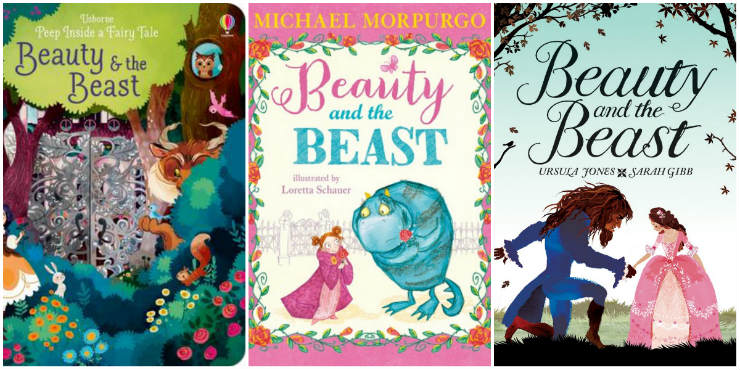 Usborne
Peep Inside a Fairy Tale
Beauty & the
Beast
MICHAEL MORPURGO
Beauty
and the
BEAST
illustrated by
Loretta Schauer
Beauty
and the
Beast
URSULA JONES SARAH GIBB